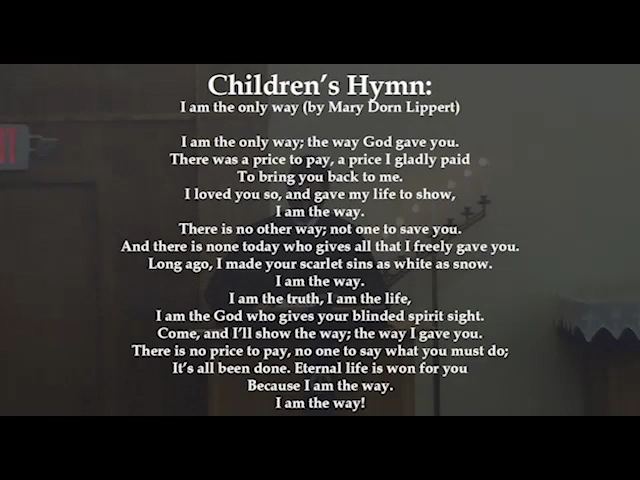 Children's Hymn:
I am the only way (by Mary Dorn Lippert)
I am the only way; the way God gave you.
There was a price to pay, a price I gladly paid
To bring you back to me.
I loved you so, and gave my life to show,
I am the way.
There is no other way; not one to save you.
And there is none today who gives all that I freely gave you.
Long ago, I made your scarlet sins as white as snow.
I am the way.
I am the truth, I am the life,
I am the God who gives your blinded spirit sight.
Come, and I'll show the way; the way I gave you.
There is no price to pay, no one to say what you must do;
It's all been done. Eternal life is won for you
Because I am the way.
I am the way!